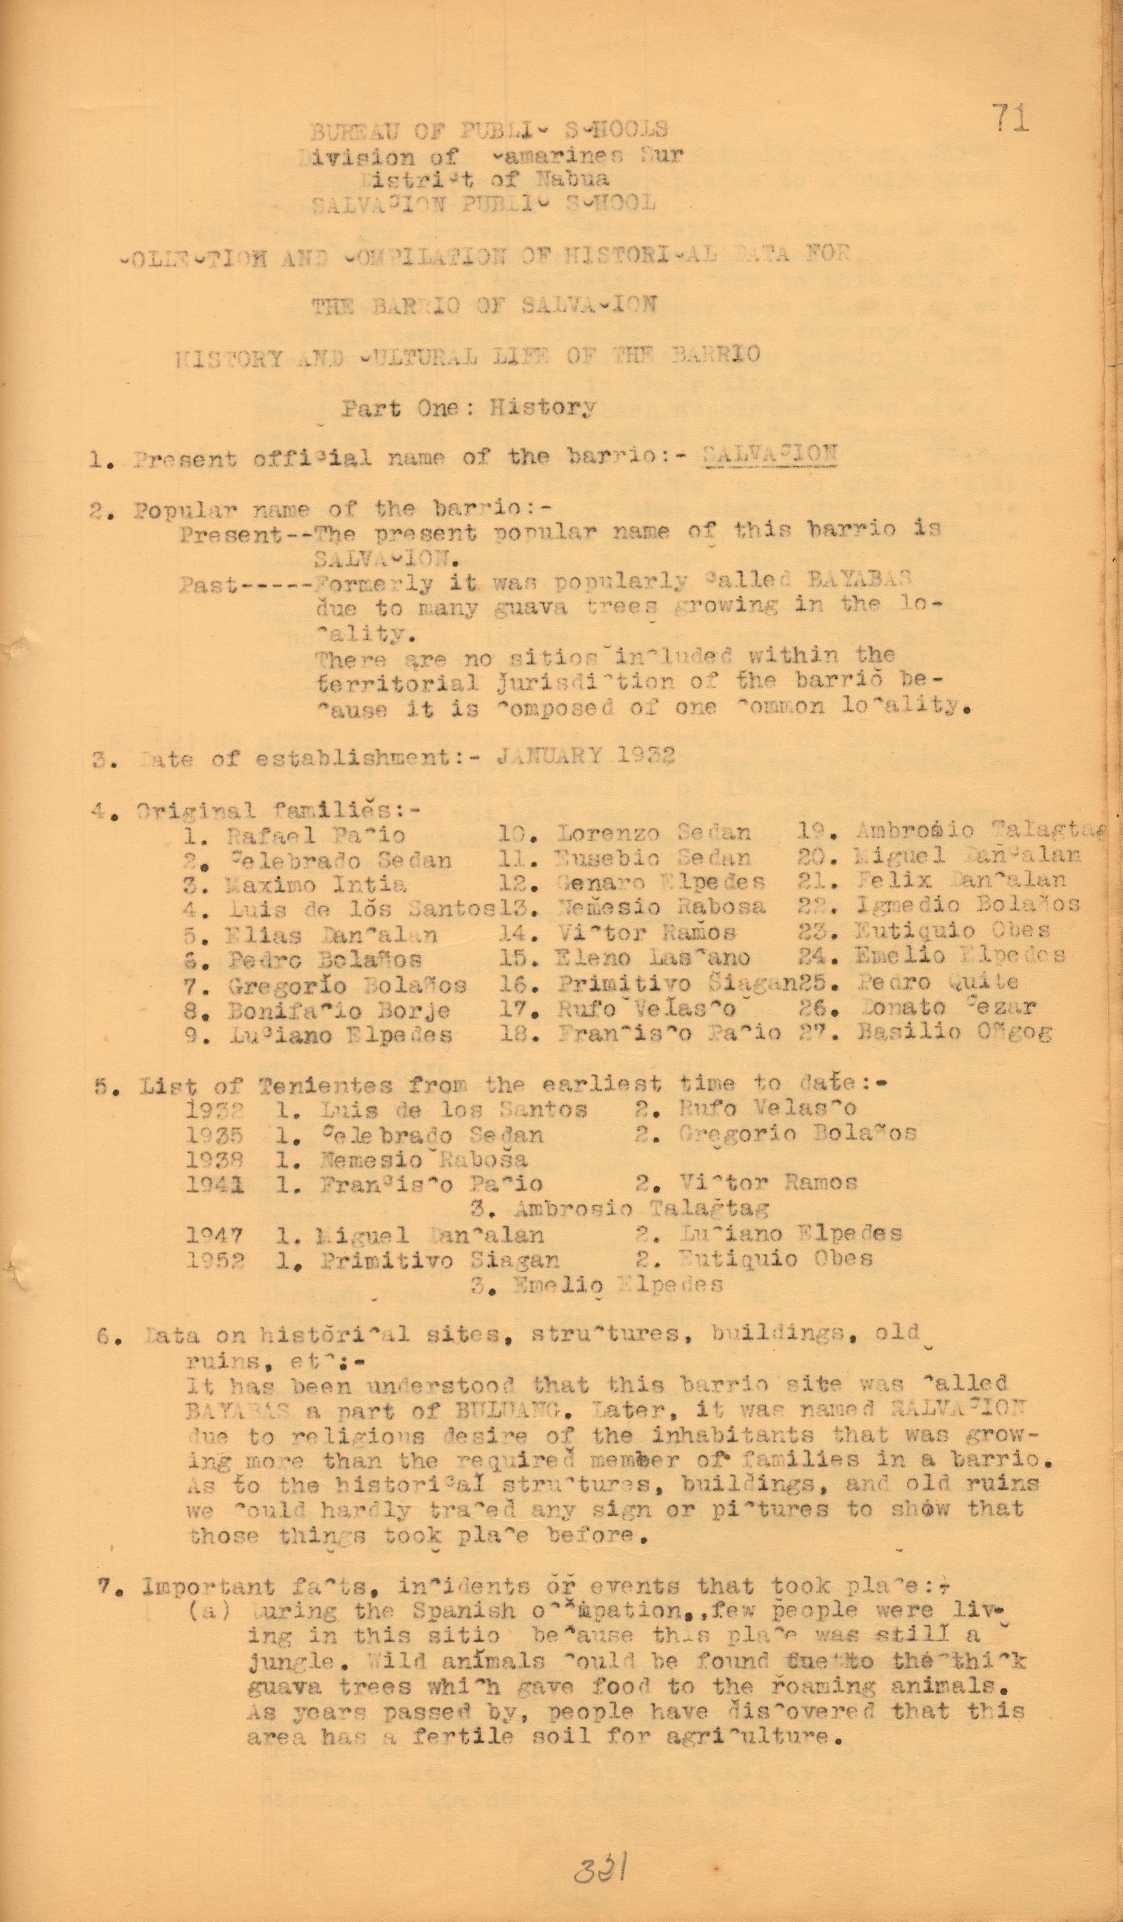 71
BUREAU OF PUBLIC SCHOOLS
Division of Camarines Sur
District of Nabua
SALVACION PUBLIC SCHOOL
COLLECTION AND COMPILATION OF HISTORICAL DATA FOR
THE BARRIO OF SALVACION
HISTORY AND CULTURAL LIFE OF THE BARRIO
Part One: History
1. Present official name of the barrio:- SALVACION
2. Popular name of the barrio:-
Present--The present popular name of this barrio is
SALVACION.
Past-----Formerly it was popularly called BAYABAS
due to many guava trees growing in the lo-
cality.
There are no sitios included within the
territorial jurisdiction of the barrio be-
cause it is composed of one common locality.
3. Date of establishment:- JANUARY 1932
4. Original families:-
1. Rafael Pacio 10. Lorenzo Sedan 19. Ambrosio Talagtag
2. Celebrado Sedan 11. Eusebio Sedan 20. Miguel Dancalan
3. Maximo Intia 12. Genaro Elpedes 21. Felix Dancalan
4. Luis de los Santos 13. Nemesio Rabosa 22. Igmedio Bolaños
5. Elias Dancalan 14. Victor Ramos 23. Eutiquio Obes
6. Pedro Bolaños 15. Eleno Lascano 24. Emelio Elpedes
7. Gregorio Bolaños 16. Primitivo Siagan 25. Pedro Quite
8. Bonifacio Borje 17. Rufo Velasco 26. Donato Cezar
9. Luciano Elpedes 18. Francisco Pacio 27. Basilio Oñgog
5. List of Tenientes from the earliest time to date:-
1932 1. Luis de los Santos 2. Rufo Velasco
1935 1. Celebrado Sedan 2. Gregorio Bolaños
1938 1. Nemesio Rabosa
1941 1. Francisco Pacio 2. Victor Ramos
3. Ambrosio Talagtag
1947 1. Miguel Dancalan 2. Luciano Elpedes
1952 1. Primitivo Siagan 2. Eutiquio Obes
3. Emelio Elpedes
6. Data on historical sites, structures, buildings, old
ruins, etc:-
It has been understood that this barrio site was called
BAYABAS a part of BULUANG. Later, it was named SALVACION
due to religious desire of the inhabitants that was grow-
ing more than the required member of families in a barrio.
As to the historical structures, buildings, and old ruins
we could hardly traced any sign or pictures to show that
those things took place before.
7. Important facts, incidents or events that took place:-
(a) During the Spanish occupation,,few people were liv-
ing in this sitio because this place was still a
jungle. Wild animals could be found due to the thick
guava trees which gave food to the roaming animals.
As years passed by, people have discovered that this
area has a fertile soil for agriculture.
331